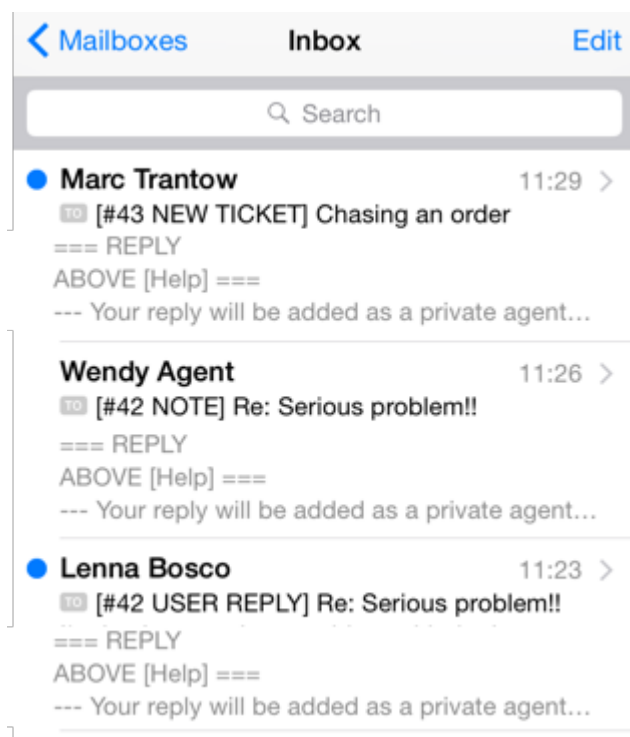 Mailboxes Inbox Edit
Search
Marc Trantow 11:29
TO [#43 NEW TICKET] Chasing an order
=== REPLY
ABOVE [Help] ===
--- Your reply will be added as a private agent...
Wendy Agent 11:26
TO [#42 NOTE] Re: Serious problem!!
=== REPLY
ABOVE [Help] ===
--- Your reply will be added as a private agent...
Lenna Bosco 11:23
TO [#42 USER REPLY] Re: Serious problem!!
=== REPLY
ABOVE [Help] ===
--- Your reply will be added as a private agent...